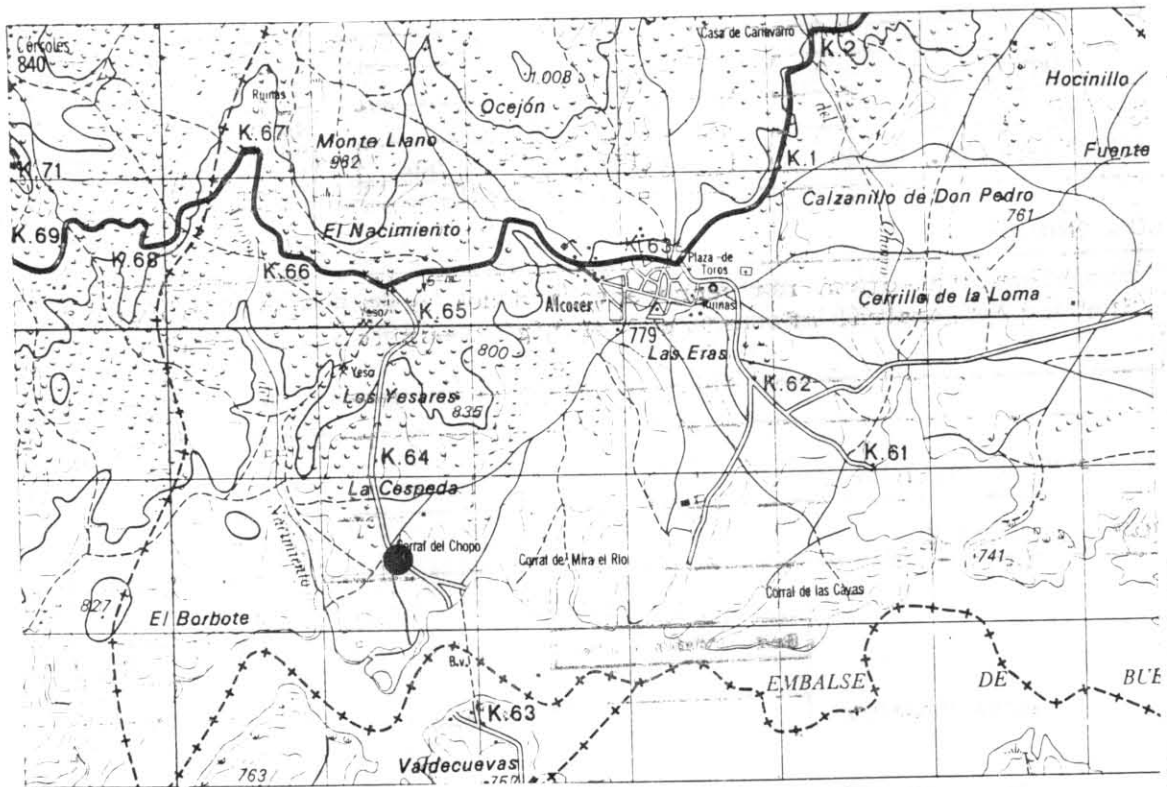 Cérsoles
840
Casa de Cañavarro
K.2
1.008
Ocejón
Hocinillo
Ruinas
K.67
Monte Llano
982
K.1
Fuente
K.71
Calzanillo de Don Pedro
761
K.69
K.68
El Nacimiento
K.63
K.66
Plaza de
Toros
Ruinas
K.65
Alcocer
Cerrillo de la Loma
Yeso
779
Las Eras
800
Yeso
K.62
Los Yesares
835
K.64
K.61
La Cespeda
Corral del Chopo
Corral de Mira el Rio
741
Corral de las Cayas
827
El Borbote
B.v.
EMBALSE DE BUE
K.63
Valdecuevas
763